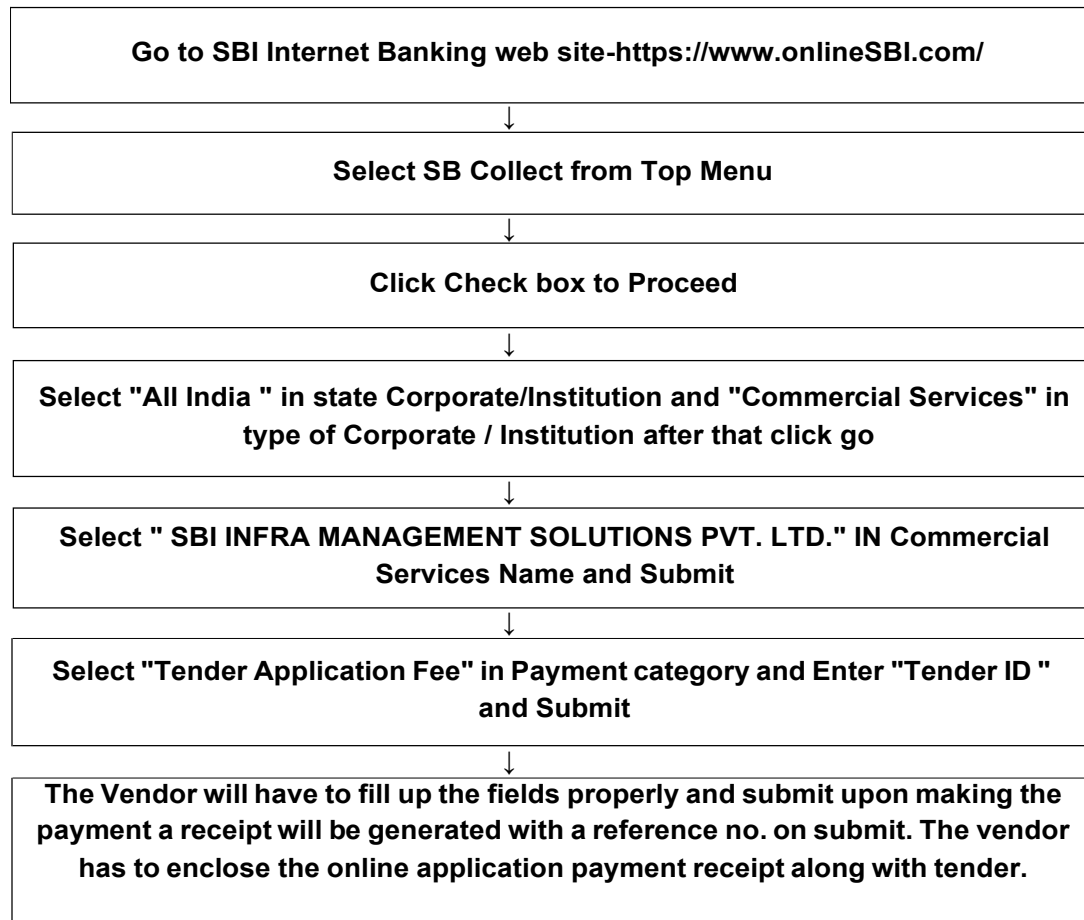 Go to SBI Internet Banking web site-https://www.onlineSBI.com/
↓
Select SB Collect from Top Menu
↓
Click Check box to Proceed
↓
Select "All India " in state Corporate/Institution and "Commercial Services" in
type of Corporate / Institution after that click go
↓
Select " SBI INFRA MANAGEMENT SOLUTIONS PVT. LTD." IN Commercial
Services Name and Submit
↓
Select "Tender Application Fee" in Payment category and Enter "Tender ID "
and Submit
↓
The Vendor will have to fill up the fields properly and submit upon making the
payment a receipt will be generated with a reference no. on submit. The vendor
has to enclose the online application payment receipt along with tender.